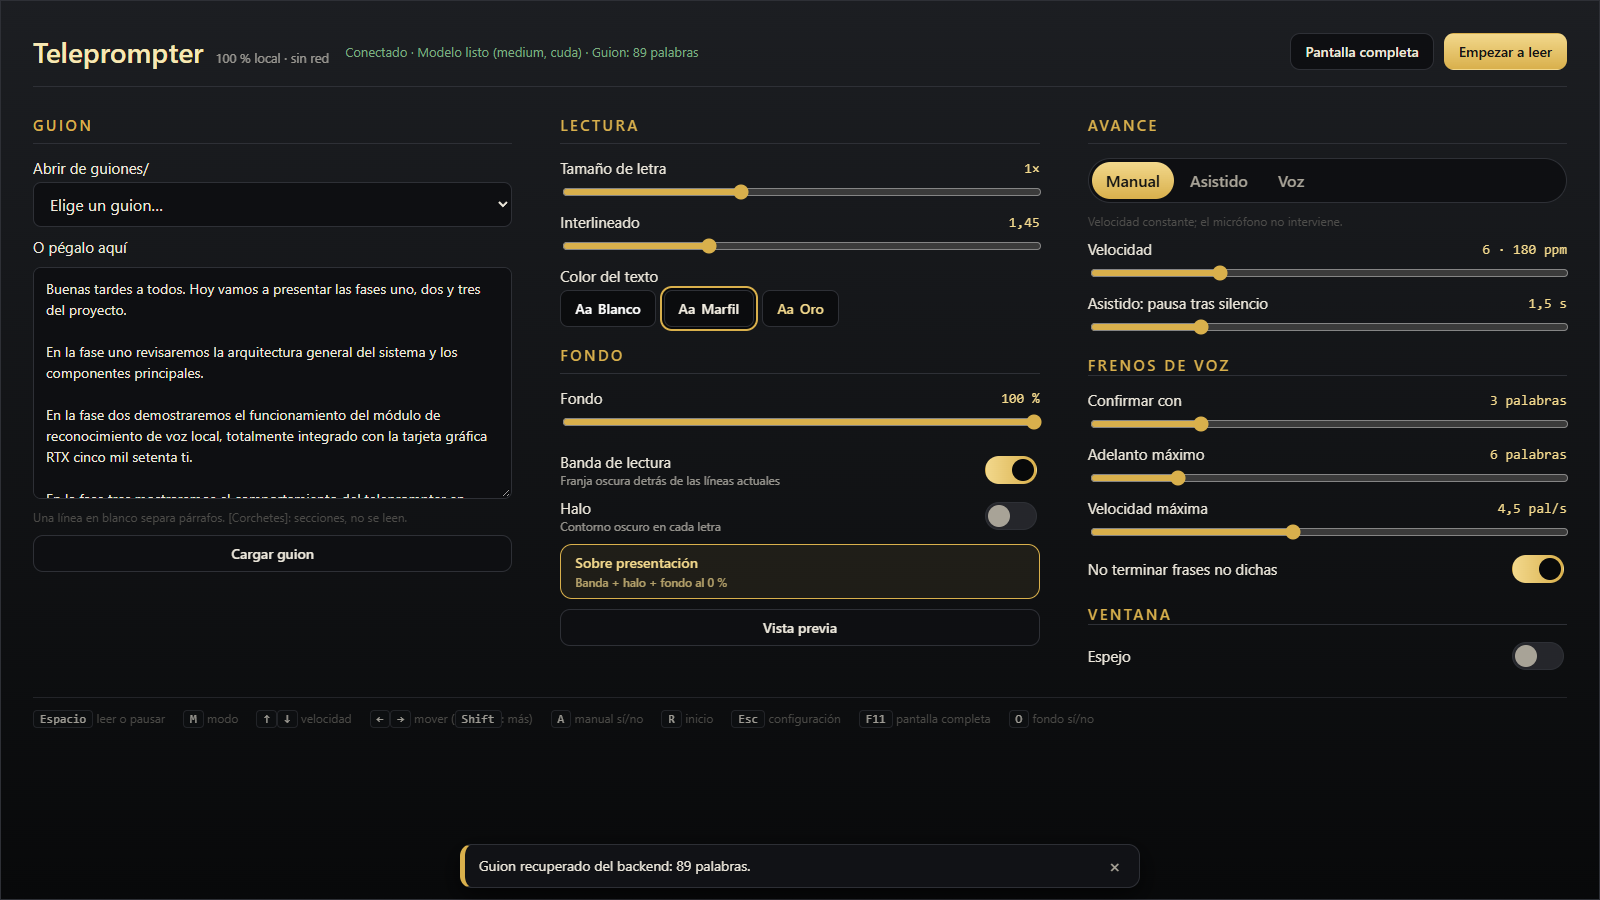 Teleprompter
100 % local · sin red
Conectado · Modelo listo (medium, cuda) · Guion: 89 palabras
Pantalla completa
Empezar a leer
GUION
Abrir de guiones/
Elige un guion...
O pégalo aquí
Buenas tardes a todos. Hoy vamos a presentar las fases uno, dos y tres
del proyecto.
En la fase uno revisaremos la arquitectura general del sistema y los
componentes principales.
En la fase dos demostraremos el funcionamiento del módulo de
reconocimiento de voz local, totalmente integrado con la tarjeta gráfica
RTX cinco mil setenta ti.
En la fase tres mostraremos el comportamiento del teleprompter en
Una línea en blanco separa párrafos. [Corchetes]: secciones, no se leen.
Cargar guion
LECTURA
Tamaño de letra 1×
Interlineado 1,45
Color del texto
Aa Blanco
Aa Marfil
Aa Oro
FONDO
Fondo 100 %
Banda de lectura
Franja oscura detrás de las líneas actuales
Halo
Contorno oscuro en cada letra
Sobre presentación
Banda + halo + fondo al 0 %
Vista previa
AVANCE
Manual Asistido Voz
Velocidad constante; el micrófono no interviene.
Velocidad 6 · 180 ppm
Asistido: pausa tras silencio 1,5 s
FRENOS DE VOZ
Confirmar con 3 palabras
Adelanto máximo 6 palabras
Velocidad máxima 4,5 pal/s
No terminar frases no dichas
VENTANA
Espejo
Espacio leer o pausar M modo ↑ ↓ velocidad ← → mover (Shift: más) A manual sí/no R inicio Esc configuración F11 pantalla completa O fondo sí/no
Guion recuperado del backend: 89 palabras. ×